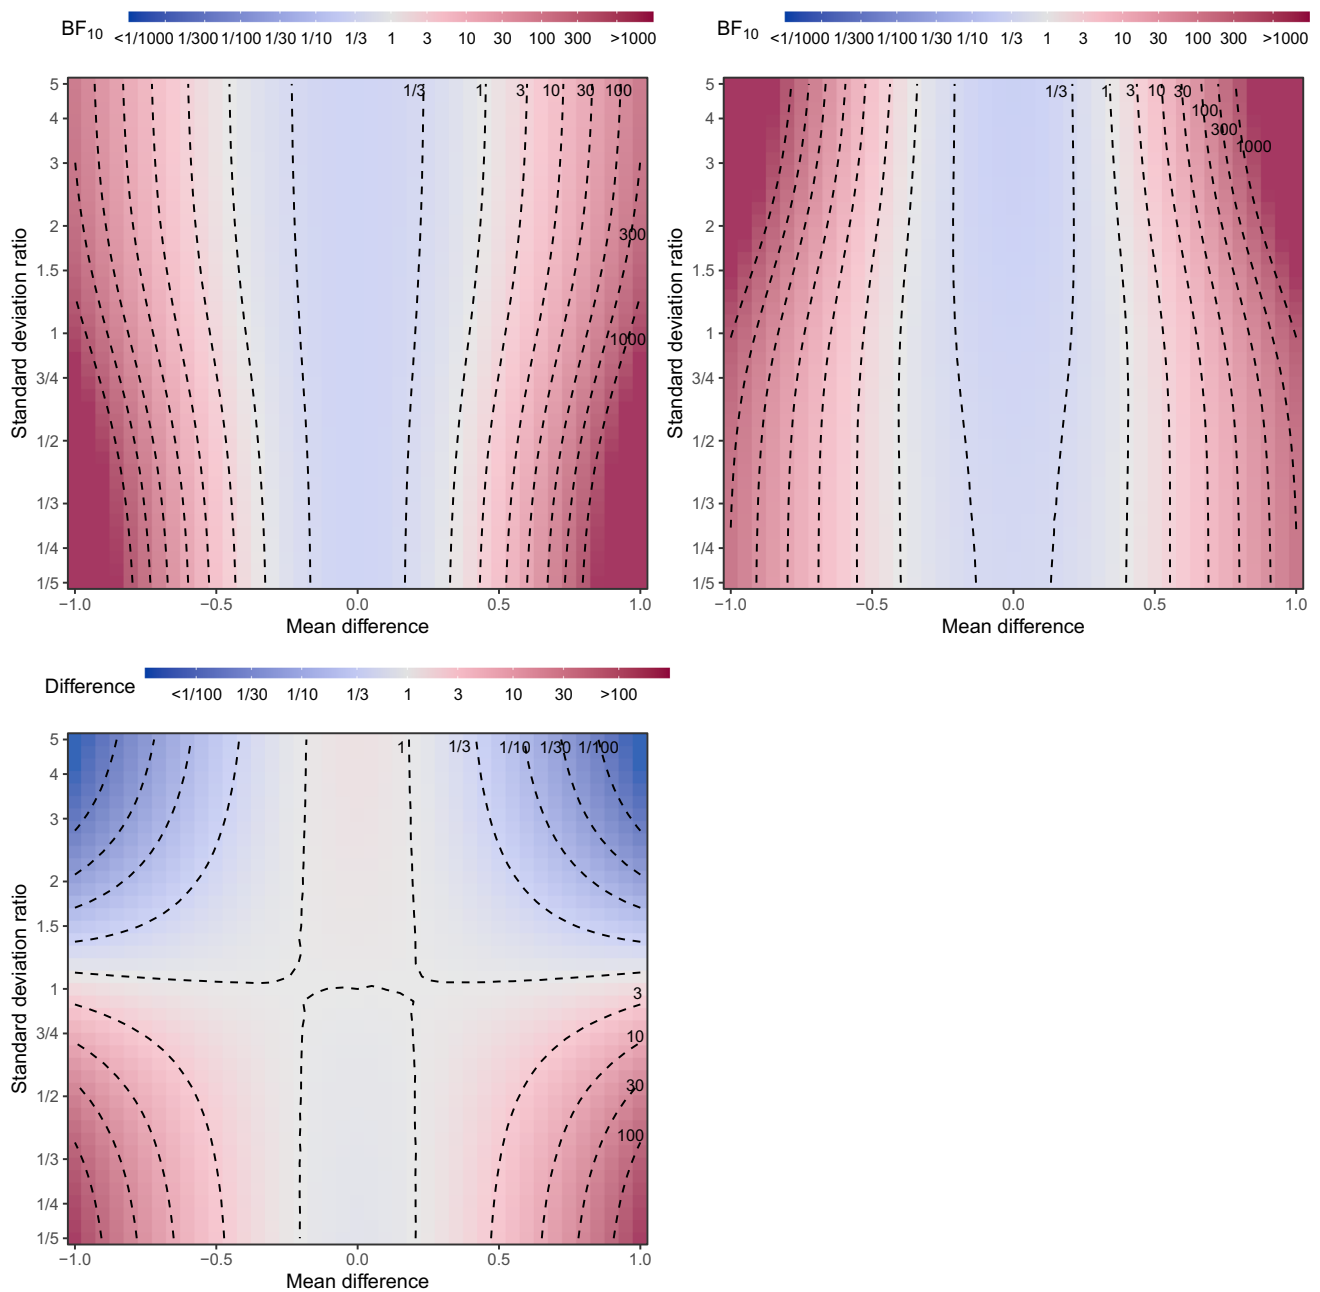 BF10 <1/1000 1/300 1/100 1/30 1/10 1/3 1 3 10 30 100 300 >1000
5 1/3 1 3 10 30 100
4
3
2
300
1.5
1
1000
3/4
1/2
1/3
1/4
1/5
Standard deviation ratio
−1.0 −0.5 0.0 0.5 1.0
Mean difference
BF10 <1/1000 1/300 1/100 1/30 1/10 1/3 1 3 10 30 100 300 >1000
5 1/3 1 3 10 30
100
4
300
1000
3
2
1.5
1
3/4
1/2
1/3
1/4
1/5
Standard deviation ratio
−1.0 −0.5 0.0 0.5 1.0
Mean difference
Difference <1/100 1/30 1/10 1/3 1 3 10 30 >100
5 1 1/3 1/10 1/30 1/100
4
3
2
1.5
1
3
3/4
10
30
1/2
100
1/3
1/4
1/5
Standard deviation ratio
−1.0 −0.5 0.0 0.5 1.0
Mean difference